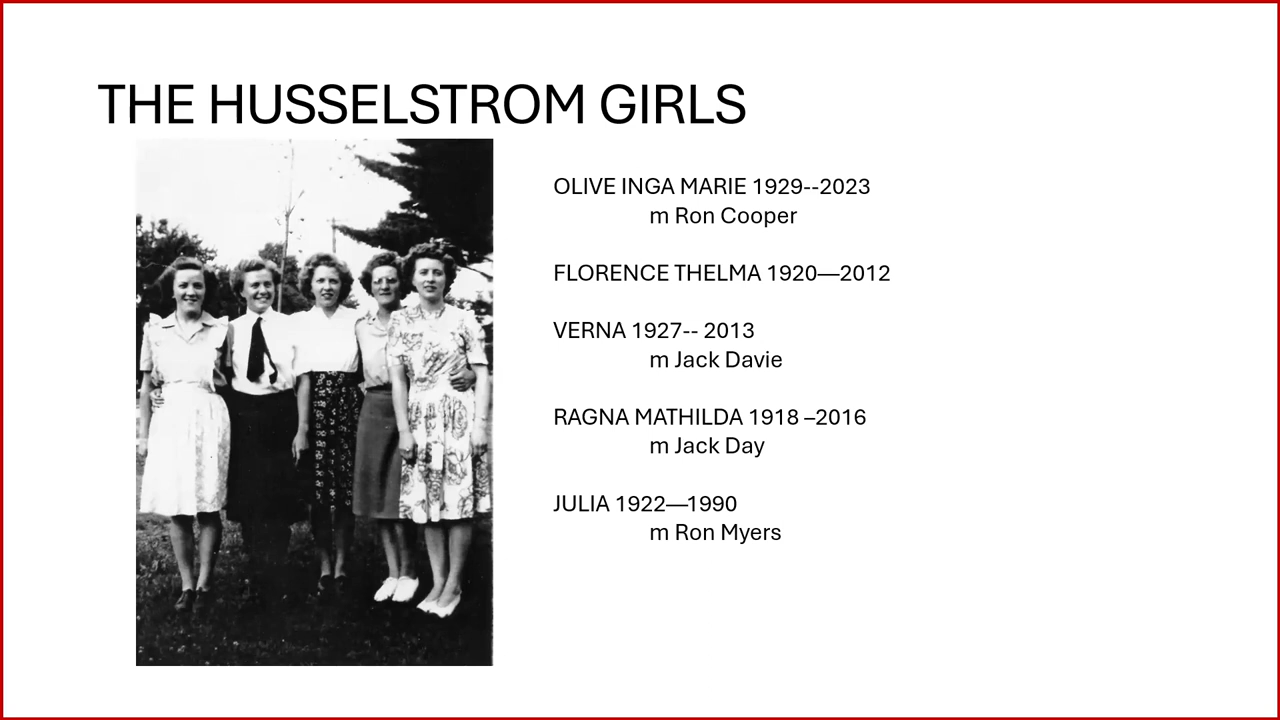 THE HUSSELSTROM GIRLS
OLIVE INGA MARIE 1929--2023
m Ron Cooper
FLORENCE THELMA 1920—2012
VERNA 1927-- 2013
m Jack Davie
RAGNA MATHILDA 1918 –2016
m Jack Day
JULIA 1922—1990
m Ron Myers